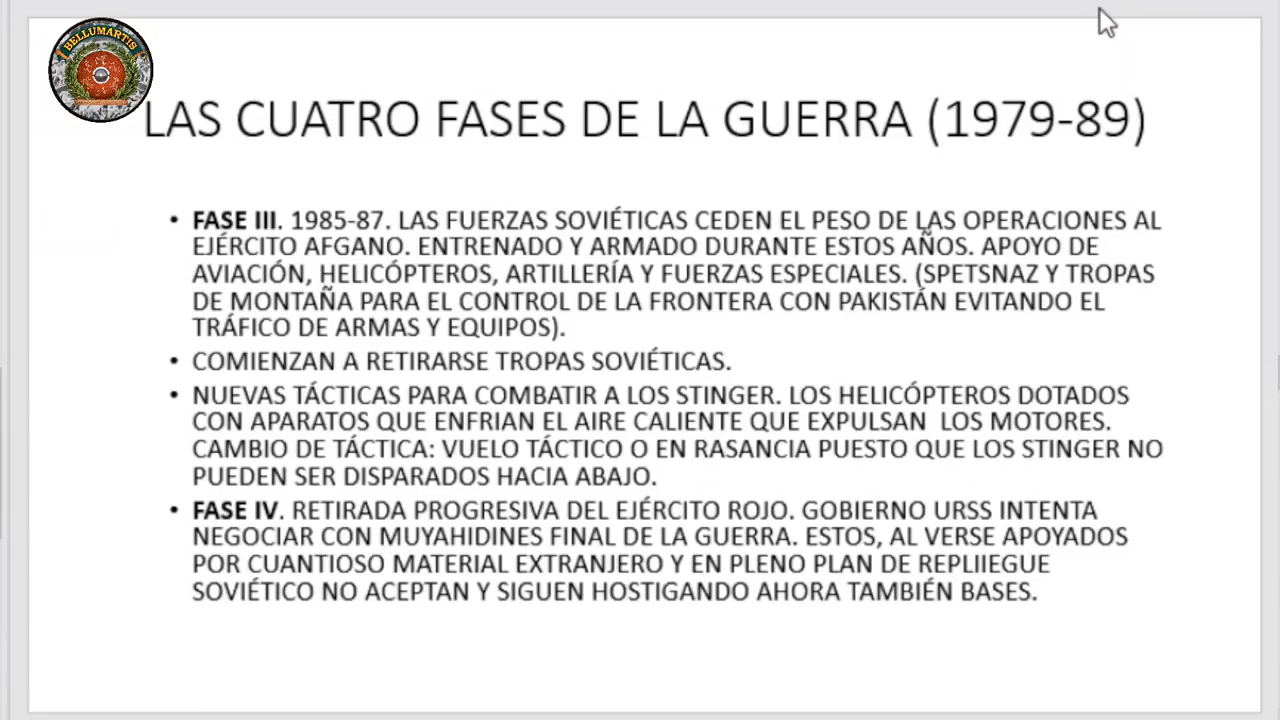 BELLUMARTIS
LAS CUATRO FASES DE LA GUERRA (1979-89)
• FASE III. 1985-87. LAS FUERZAS SOVIÉTICAS CEDEN EL PESO DE LAS OPERACIONES AL
EJÉRCITO AFGANO. ENTRENADO Y ARMADO DURANTE ESTOS AÑOS. APOYO DE
AVIACIÓN, HELICÓPTEROS, ARTILLERÍA Y FUERZAS ESPECIALES. (SPETSNAZ Y TROPAS
DE MONTAÑA PARA EL CONTROL DE LA FRONTERA CON PAKISTÁN EVITANDO EL
TRÁFICO DE ARMAS Y EQUIPOS).
• COMIENZAN A RETIRARSE TROPAS SOVIÉTICAS.
• NUEVAS TÁCTICAS PARA COMBATIR A LOS STINGER. LOS HELICÓPTEROS DOTADOS
CON APARATOS QUE ENFRIAN EL AIRE CALIENTE QUE EXPULSAN LOS MOTORES.
CAMBIO DE TÁCTICA: VUELO TÁCTICO O EN RASANCIA PUESTO QUE LOS STINGER NO
PUEDEN SER DISPARADOS HACIA ABAJO.
• FASE IV. RETIRADA PROGRESIVA DEL EJÉRCITO ROJO. GOBIERNO URSS INTENTA
NEGOCIAR CON MUYAHIDINES FINAL DE LA GUERRA. ESTOS, AL VERSE APOYADOS
POR CUANTIOSO MATERIAL EXTRANJERO Y EN PLENO PLAN DE REPLIIEGUE
SOVIÉTICO NO ACEPTAN Y SIGUEN HOSTIGANDO AHORA TAMBIÉN BASES.